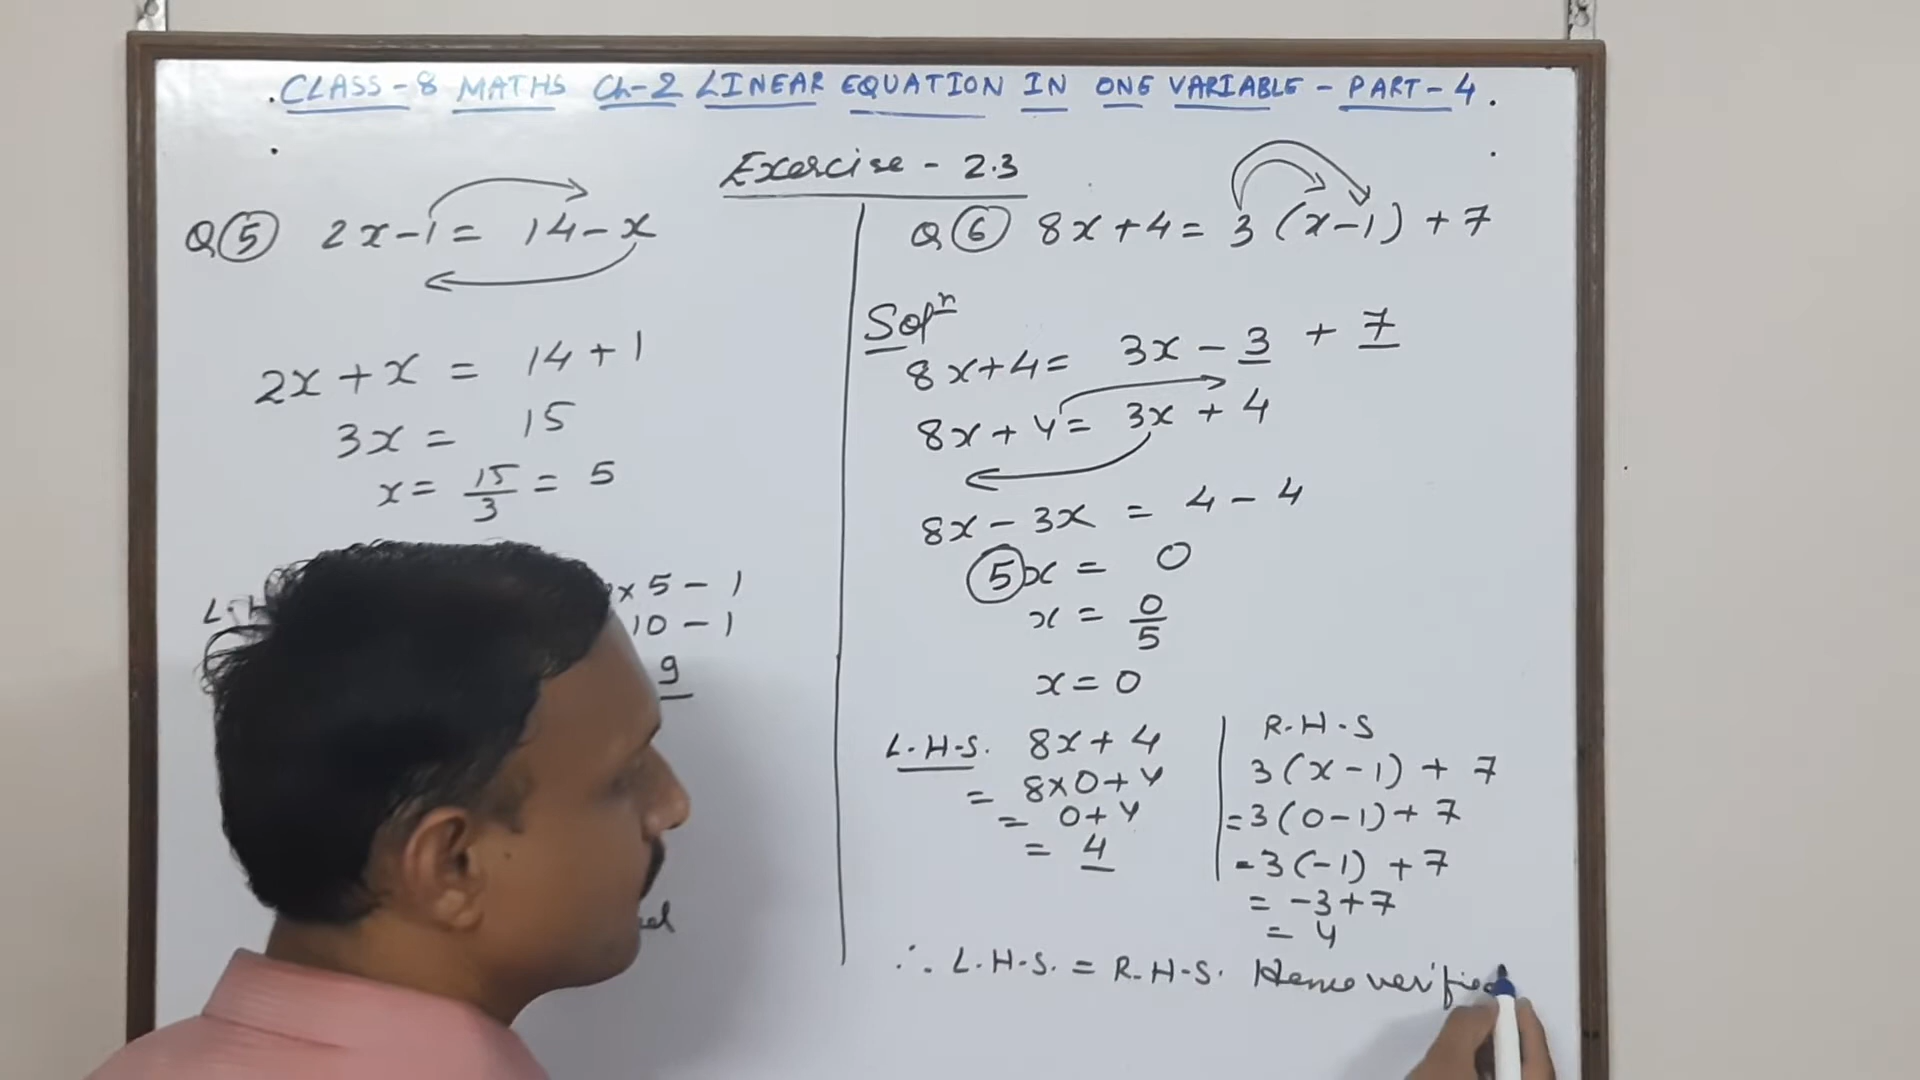 CLASS-8 MATHS Ch-2 LINEAR EQUATION IN ONE VARIABLE - PART-4.
Exercise - 2.3
Q 5 2x-1 = 14-x
2x + x = 14 + 1
3x = 15
x = 15/3 = 5
L.H
x 5 - 1
10 - 1
9
Q 6 8x+4 = 3 (x-1) + 7
Solⁿ
8x+4 = 3x - 3 + 7
8x + 4 = 3x + 4
8x - 3x = 4 - 4
5x = 0
x = 0/5
x = 0
L.H.S. 8x + 4
= 8×0+4
= 0+4
= 4
R.H.S
3(x-1) + 7
= 3(0-1) + 7
= 3(-1) + 7
= -3+7
= 4
∴ L.H.S. = R.H.S. Hence verified